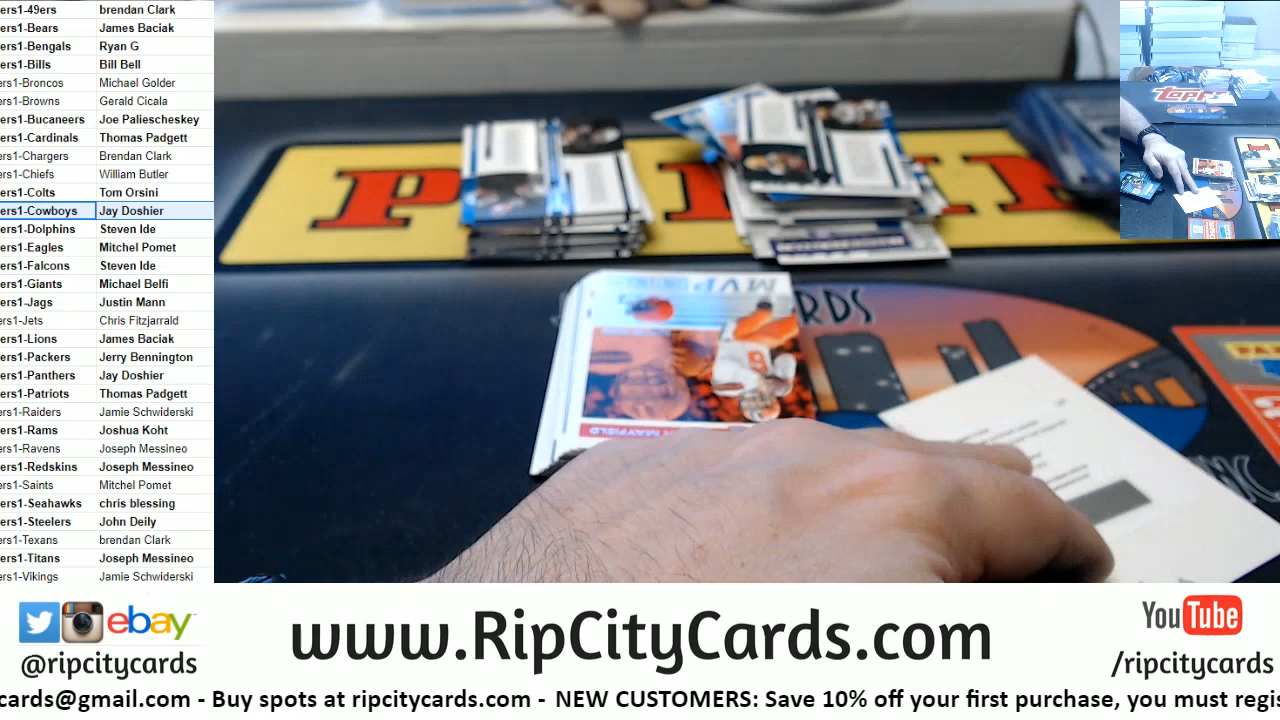 ers1-49ers brendan Clark
ers1-Bears James Baciak
ers1-Bengals Ryan G
ers1-Bills Bill Bell
ers1-Broncos Michael Golder
ers1-Browns Gerald Cicala
ers1-Bucaneers Joe Paliescheskey
ers1-Cardinals Thomas Padgett
ers1-Chargers Brendan Clark
ers1-Chiefs William Butler
ers1-Colts Tom Orsini
ers1-Cowboys Jay Doshier
ers1-Dolphins Steven Ide
ers1-Eagles Mitchel Pomet
ers1-Falcons Steven Ide
ers1-Giants Michael Belfi
ers1-Jags Justin Mann
ers1-Jets Chris Fitzjarrald
ers1-Lions James Baciak
ers1-Packers Jerry Bennington
ers1-Panthers Jay Doshier
ers1-Patriots Thomas Padgett
ers1-Raiders Jamie Schwiderski
ers1-Rams Joshua Koht
ers1-Ravens Joseph Messineo
ers1-Redskins Joseph Messineo
ers1-Saints Mitchel Pomet
ers1-Seahawks chris blessing
ers1-Steelers John Deily
ers1-Texans brendan Clark
ers1-Titans Joseph Messineo
ers1-Vikings Jamie Schwiderski
MVP
MAYFIELD
RDS
Topps
ebay
@ripcitycards
www.RipCityCards.com
YouTube
/ripcitycards
cards@gmail.com - Buy spots at ripcitycards.com - NEW CUSTOMERS: Save 10% off your first purchase, you must regis